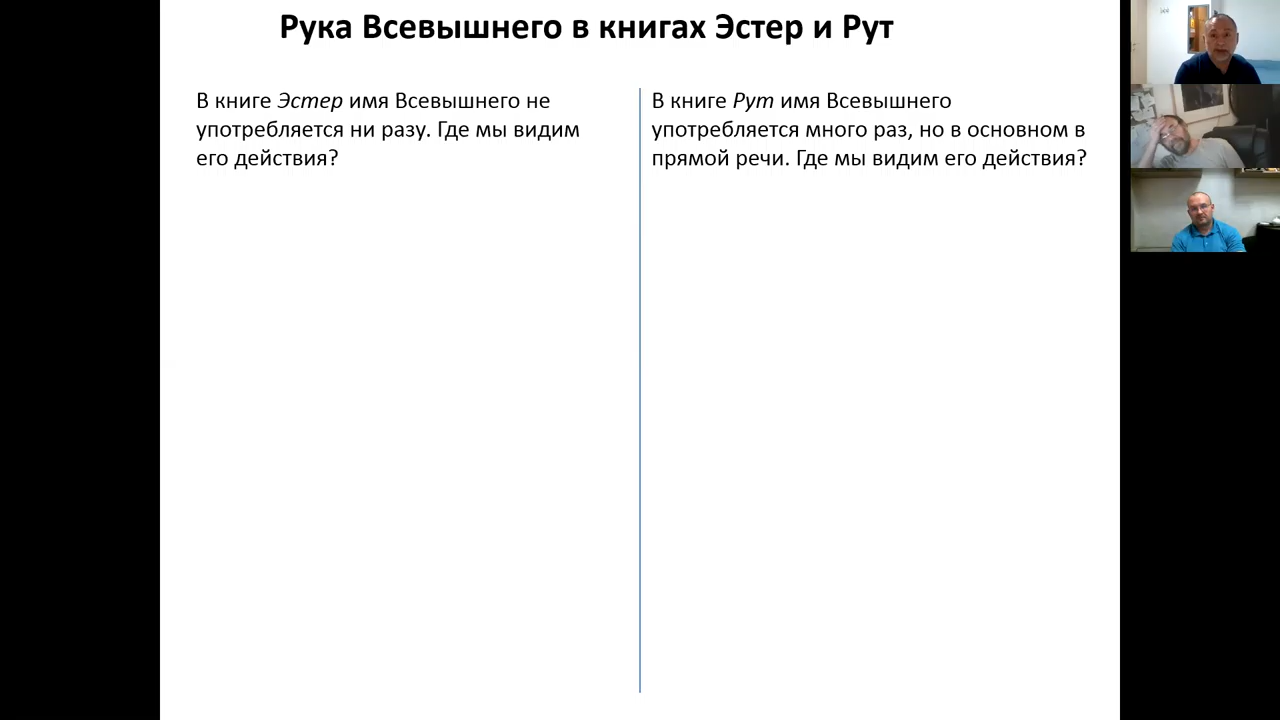 Рука Всевышнего в книгах Эстер и Рут
В книге Эстер имя Всевышнего не
употребляется ни разу. Где мы видим
его действия?
В книге Рут имя Всевышнего
употребляется много раз, но в основном в
прямой речи. Где мы видим его действия?